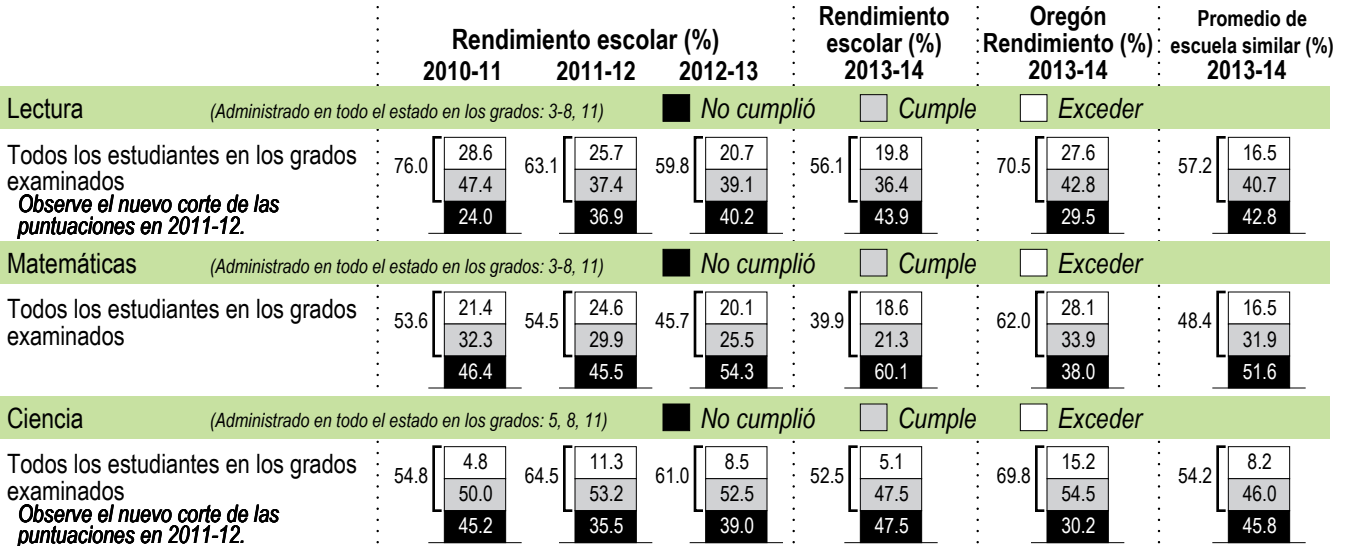 Rendimiento escolar (%)
2010-11 2011-12 2012-13
Rendimiento
escolar (%)
2013-14
Oregón
Rendimiento (%)
2013-14
Promedio de
escuela similar (%)
2013-14
Lectura (Administrado en todo el estado en los grados: 3-8, 11) No cumplió Cumple Exceder
Todos los estudiantes en los grados
examinados
Observe el nuevo corte de las
puntuaciones en 2011-12.
76.0 28.6 63.1 25.7 59.8 20.7 56.1 19.8 70.5 27.6 57.2 16.5
47.4 37.4 39.1 36.4 42.8 40.7
24.0 36.9 40.2 43.9 29.5 42.8
Matemáticas (Administrado en todo el estado en los grados: 3-8, 11) No cumplió Cumple Exceder
Todos los estudiantes en los grados
examinados
53.6 21.4 54.5 24.6 45.7 20.1 39.9 18.6 62.0 28.1 48.4 16.5
32.3 29.9 25.5 21.3 33.9 31.9
46.4 45.5 54.3 60.1 38.0 51.6
Ciencia (Administrado en todo el estado en los grados: 5, 8, 11) No cumplió Cumple Exceder
Todos los estudiantes en los grados
examinados
Observe el nuevo corte de las
puntuaciones en 2011-12.
54.8 4.8 64.5 11.3 61.0 8.5 52.5 5.1 69.8 15.2 54.2 8.2
50.0 53.2 52.5 47.5 54.5 46.0
45.2 35.5 39.0 47.5 30.2 45.8